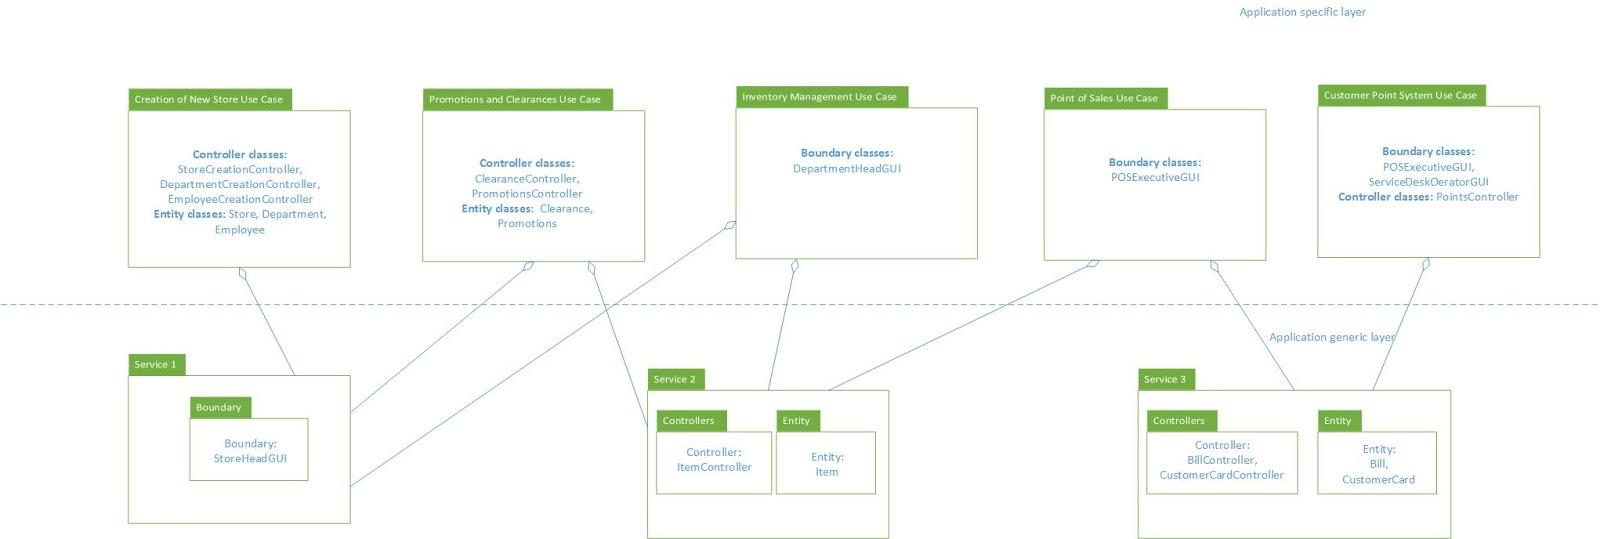 Application specific layer
Creation of New Store Use Case
Controller classes:
StoreCreationController,
DepartmentCreationController,
EmployeeCreationController
Entity classes: Store, Department,
Employee
Promotions and Clearances Use Case
Controller classes:
ClearanceController,
PromotionsController
Entity classes: Clearance,
Promotions
Inventory Management Use Case
Boundary classes:
DepartmentHeadGUI
Point of Sales Use Case
Boundary classes:
POSExecutiveGUI
Customer Point System Use Case
Boundary classes:
POSExecutiveGUI,
ServiceDeskOeratorGUI
Controller classes: PointsController
Application generic layer
Service 1
Boundary
Boundary:
StoreHeadGUI
Service 2
Controllers
Controller:
ItemController
Entity
Entity:
Item
Service 3
Controllers
Controller:
BillController,
CustomerCardController
Entity
Entity:
Bill,
CustomerCard